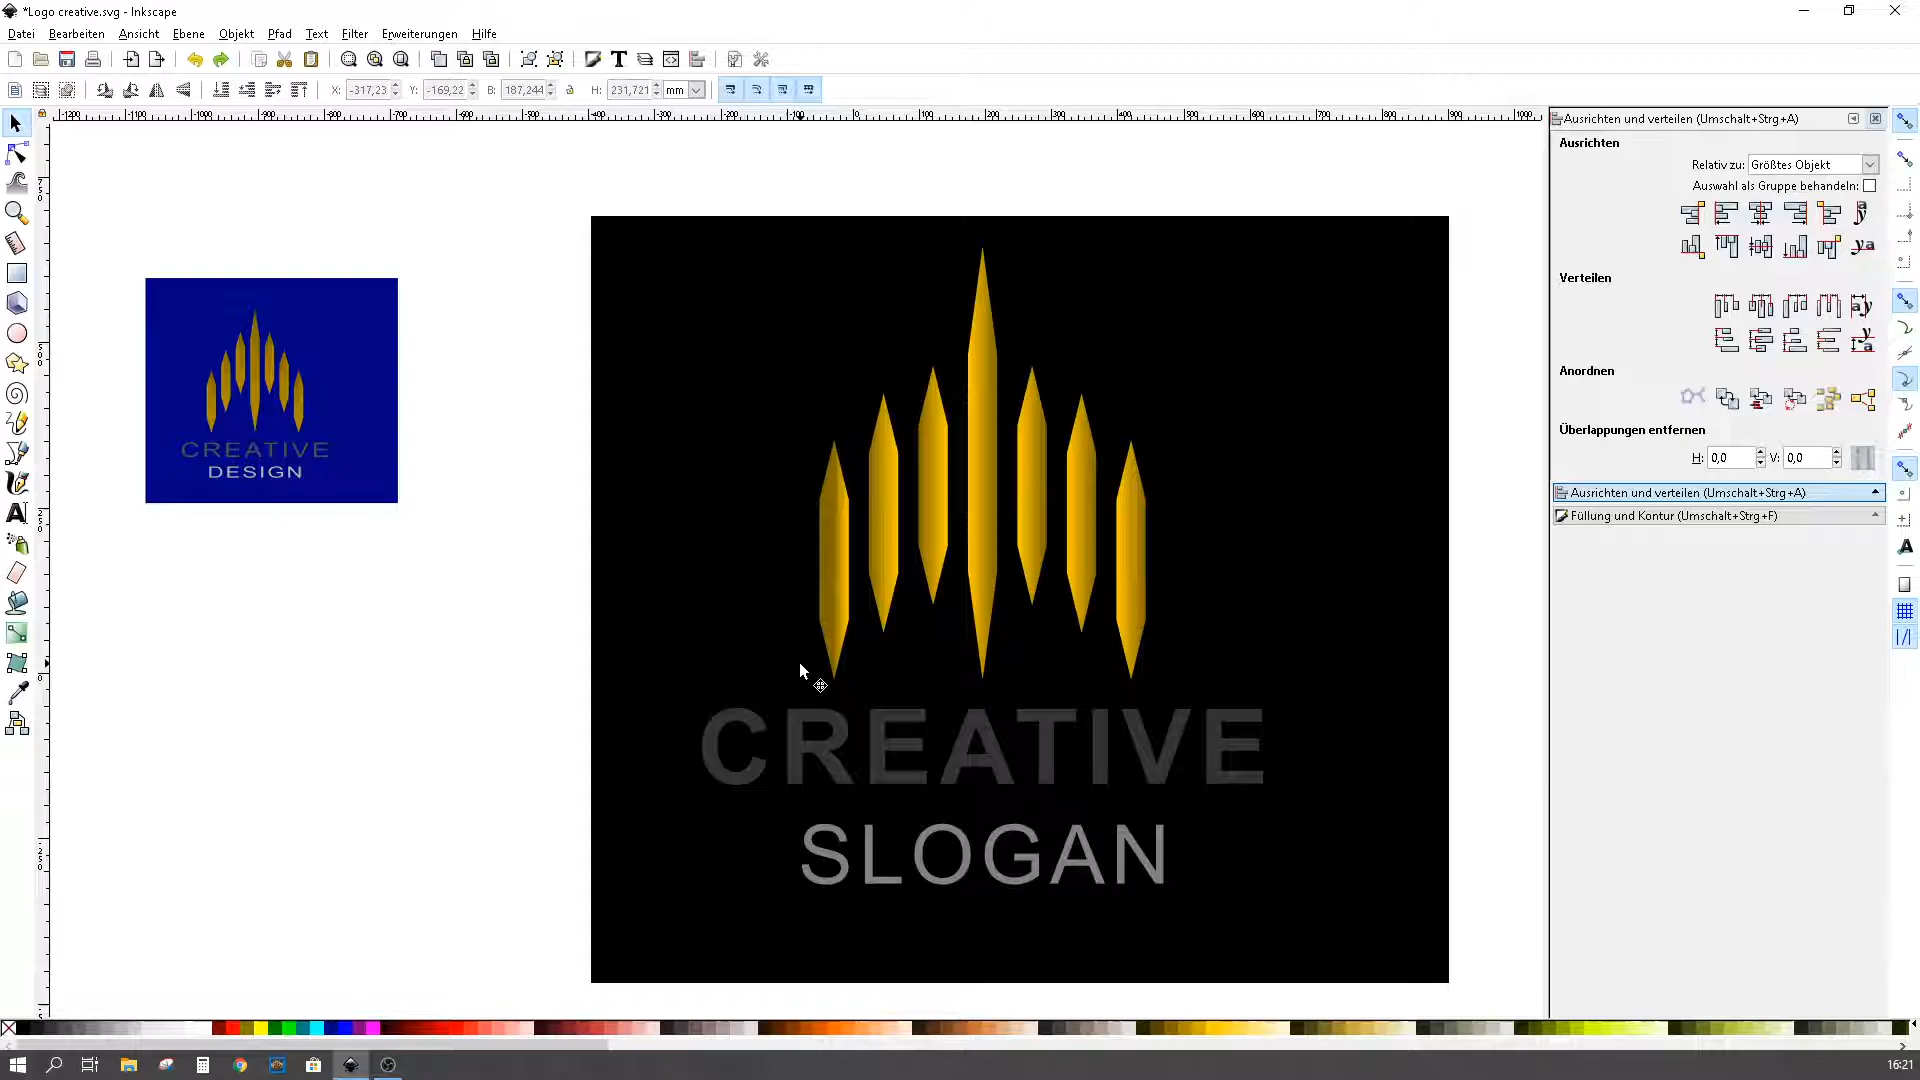 *Logo creative.svg - Inkscape
Datei Bearbeiten Ansicht Ebene Objekt Pfad Text Filter Erweiterungen Hilfe
X: -317,23 Y: -169,22 B: 187,244 H: 231,721 mm
Ausrichten und verteilen (Umschalt+Strg+A)
Ausrichten
Relativ zu: Größtes Objekt
Auswahl als Gruppe behandeln:
Verteilen
Anordnen
Überlappungen entfernen
H: 0,0 V: 0,0
Ausrichten und verteilen (Umschalt+Strg+A)
Füllung und Kontur (Umschalt+Strg+F)
CREATIVE
DESIGN
CREATIVE
SLOGAN
16:21